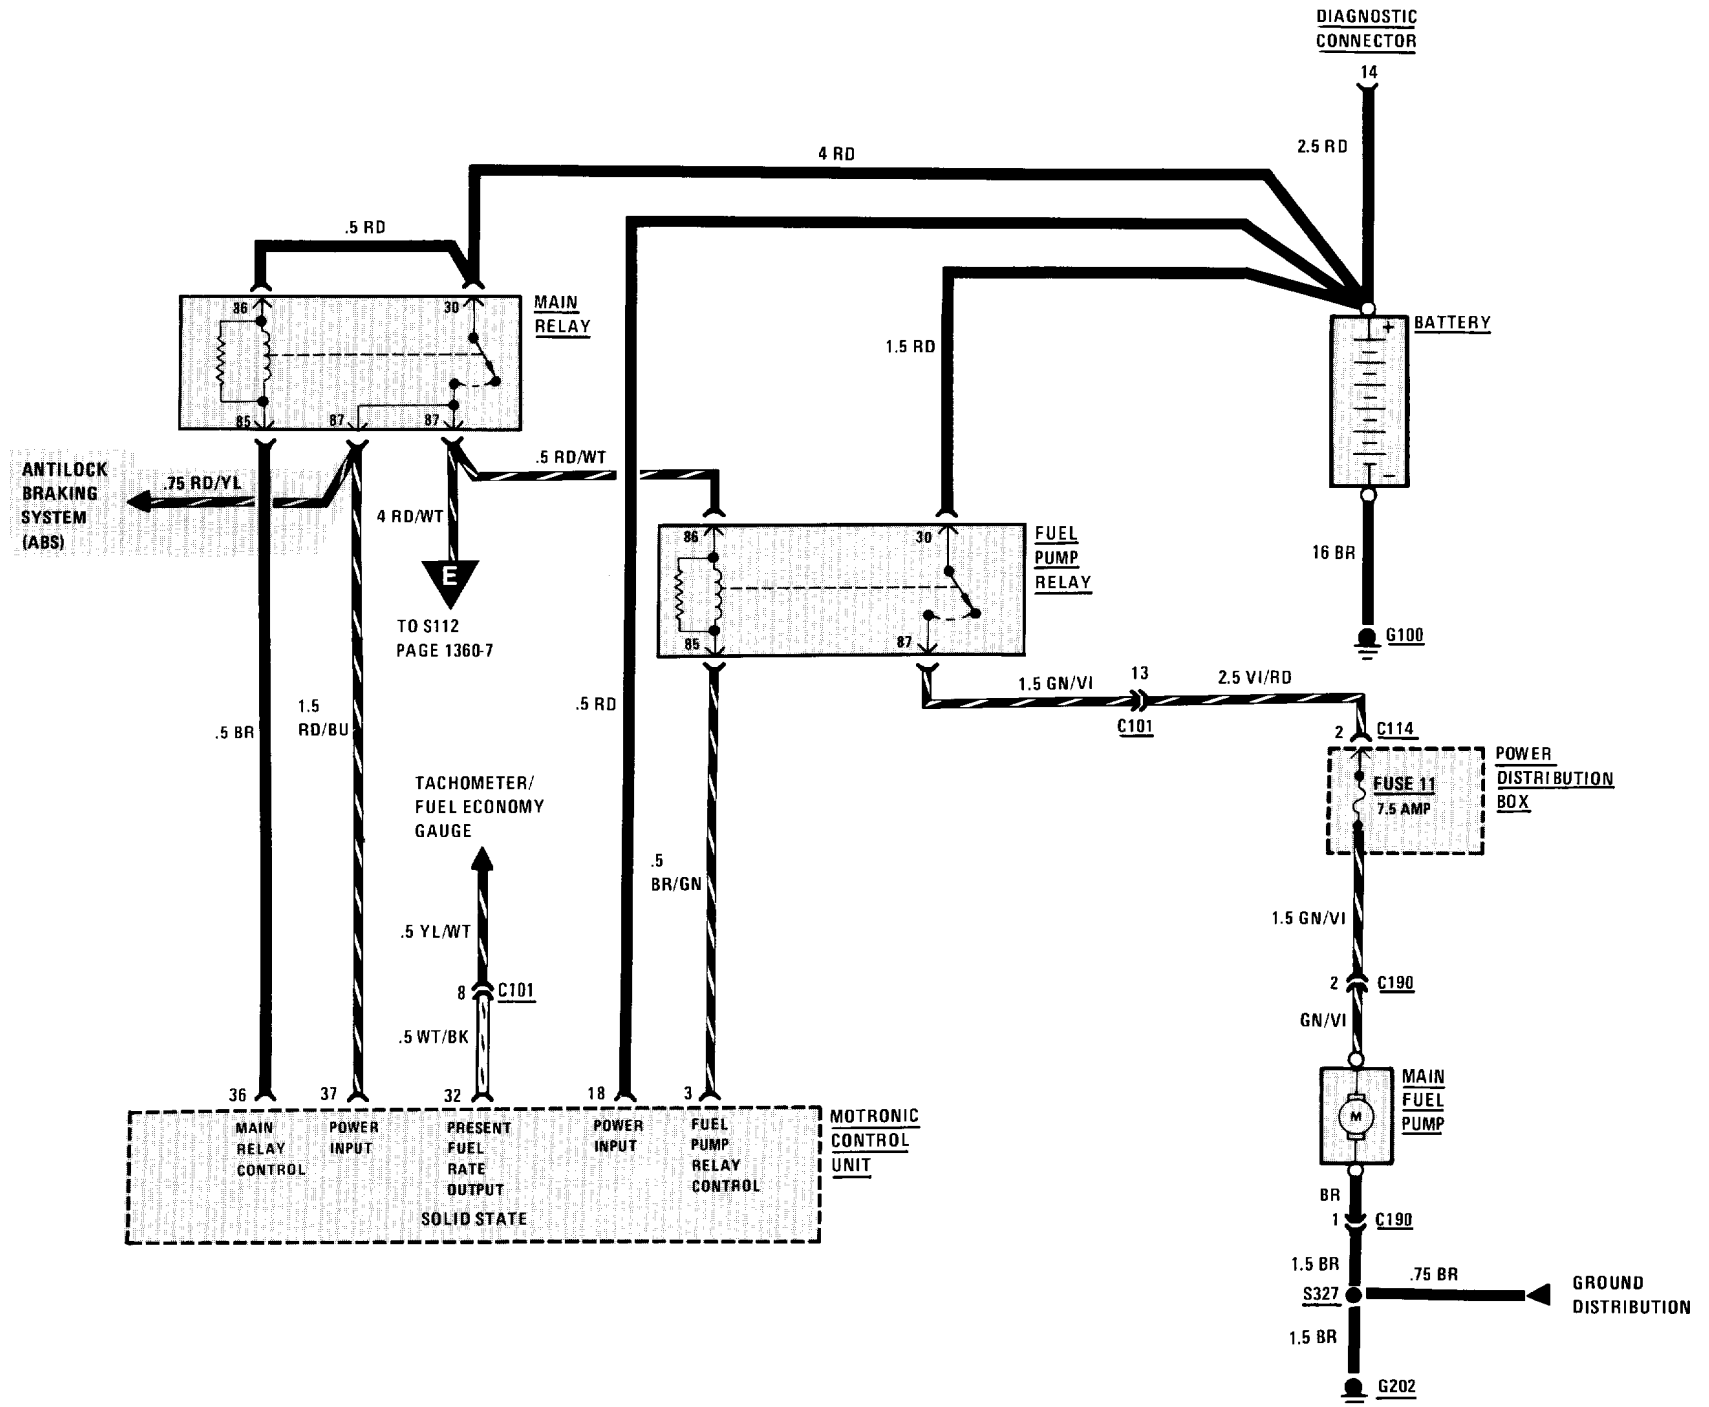 DIAGNOSTIC
CONNECTOR
14
2.5 RD
4 RD
.5 RD
86
30
MAIN
RELAY
85
87
87
1.5 RD
+
BATTERY
−
16 BR
G100
ANTILOCK
BRAKING
SYSTEM
(ABS)
.75 RD/YL
.5 RD/WT
4 RD/WT
E
TO S112
PAGE 1360-7
86
30
FUEL
PUMP
RELAY
85
87
1.5 GN/VI
13
C101
2.5 VI/RD
2
C114
POWER
DISTRIBUTION
BOX
FUSE 11
7.5 AMP
.5 BR
1.5
RD/BU
.5 RD
TACHOMETER/
FUEL ECONOMY
GAUGE
.5
BR/GN
.5 YL/WT
8
C101
.5 WT/BK
1.5 GN/VI
2
C190
GN/VI
MAIN
FUEL
PUMP
M
BR
1
C190
1.5 BR
S327
.75 BR
GROUND
DISTRIBUTION
1.5 BR
G202
36
37
32
18
3
MAIN
RELAY
CONTROL
POWER
INPUT
PRESENT
FUEL
RATE
OUTPUT
POWER
INPUT
FUEL
PUMP
RELAY
CONTROL
SOLID STATE
MOTRONIC
CONTROL
UNIT